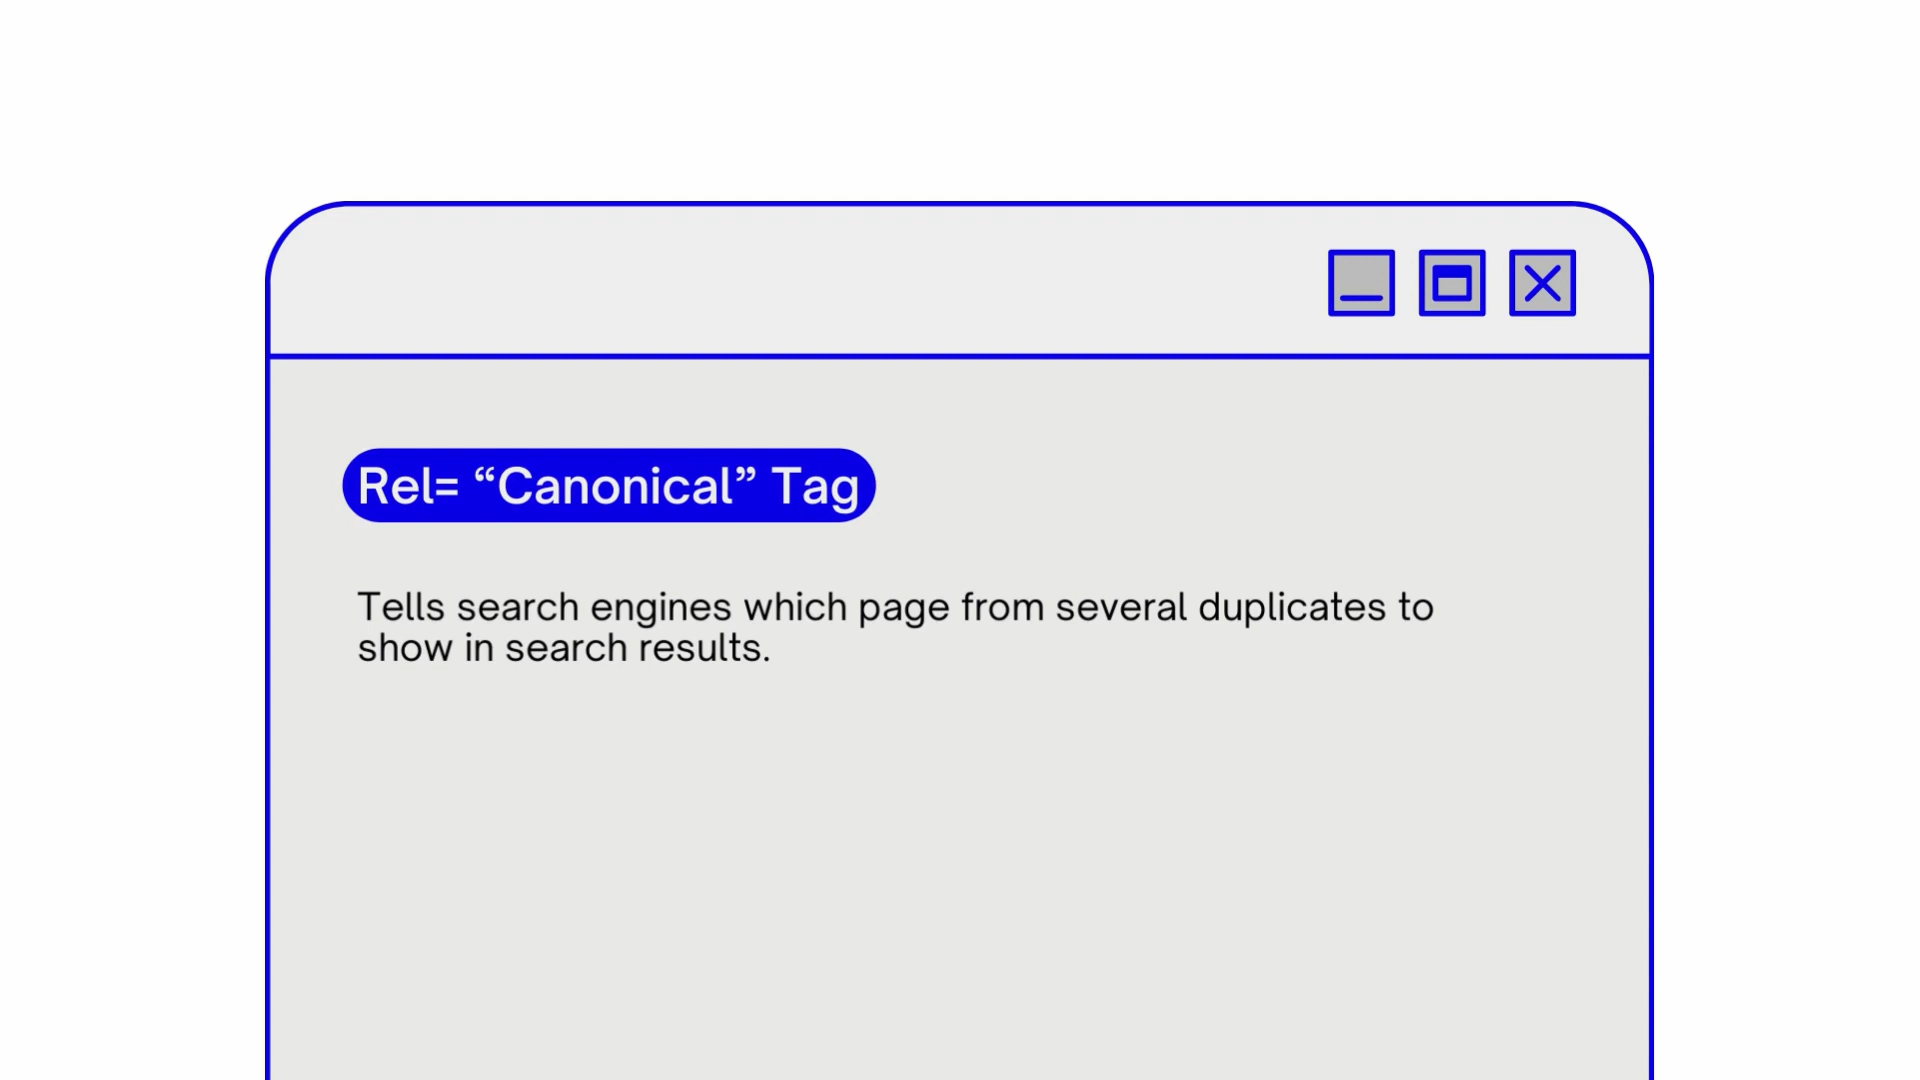 Rel= “Canonical” Tag
Tells search engines which page from several duplicates to
show in search results.